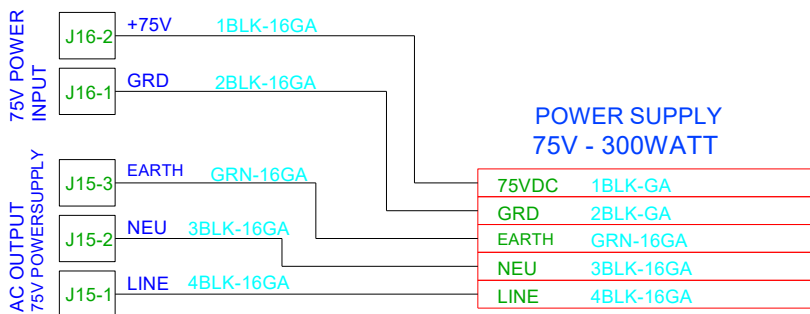 75V POWER
INPUT
J16-2
+75V
1BLK-16GA
J16-1
GRD
2BLK-16GA
AC OUTPUT
75V POWERSUPPLY
J15-3
EARTH
GRN-16GA
J15-2
NEU
3BLK-16GA
J15-1
LINE
4BLK-16GA
POWER SUPPLY
75V - 300WATT
75VDC 1BLK-GA
GRD 2BLK-GA
EARTH GRN-16GA
NEU 3BLK-16GA
LINE 4BLK-16GA